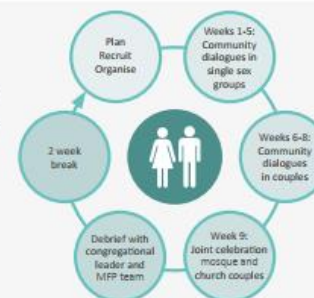 Plan
Recruit
Organise
Weeks 1-5:
Community
dialogues in
single sex
groups
Weeks 6-8:
Community
dialogues
in couples
Week 9:
Joint celebration
mosque and
church couples
Debrief with
congregational
leader and
MFP team
2 week
break